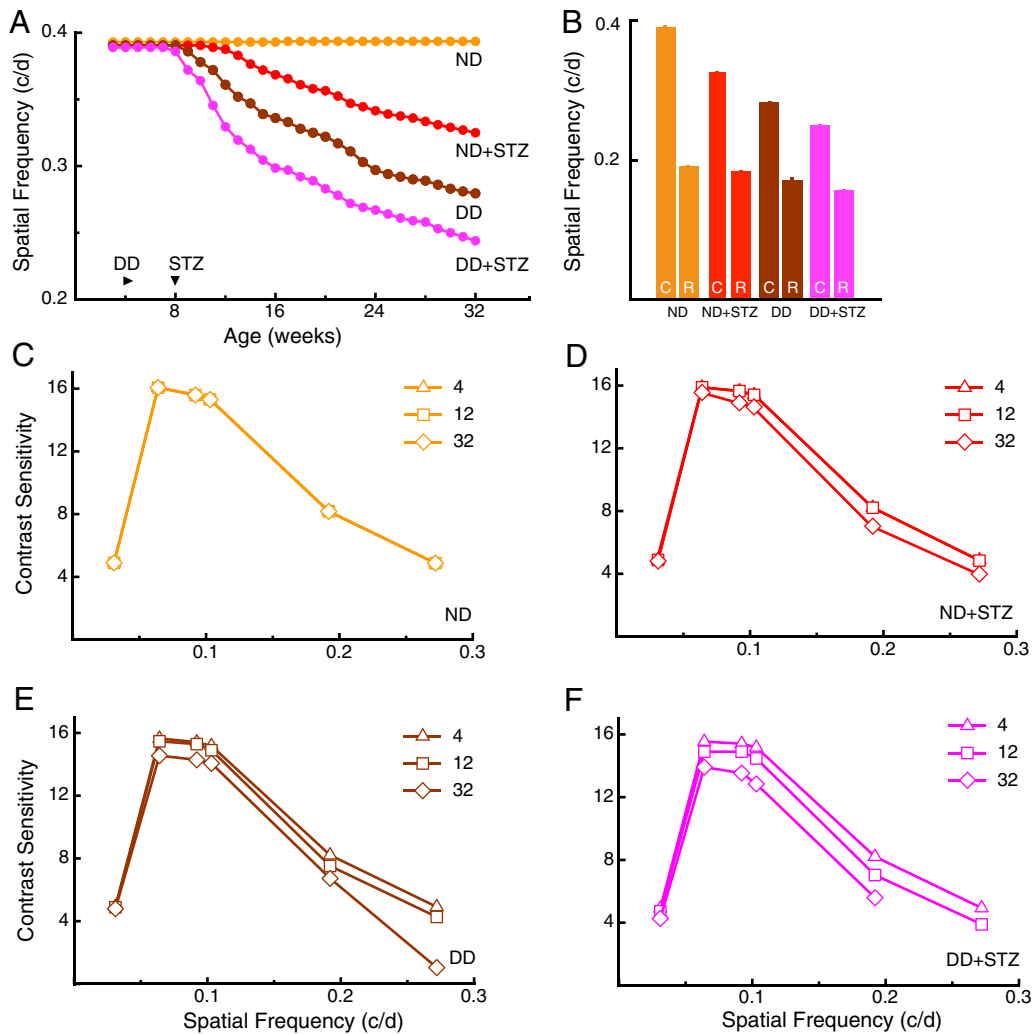 A
Spatial Frequency (c/d)
0.4
0.3
0.2
ND
ND+STZ
DD
DD+STZ
DD
STZ
8
16
24
32
Age (weeks)
B
Spatial Frequency (c/d)
0.4
0.2
C R C R C R C R
ND ND+STZ DD DD+STZ
C
Contrast Sensitivity
16
12
8
4
4
12
32
ND
0.1
0.2
0.3
D
16
12
8
4
4
12
32
ND+STZ
0.1
0.2
0.3
E
Contrast Sensitivity
16
12
8
4
4
12
32
DD
0.1
0.2
0.3
Spatial Frequency (c/d)
F
16
12
8
4
4
12
32
DD+STZ
0.1
0.2
0.3
Spatial Frequency (c/d)